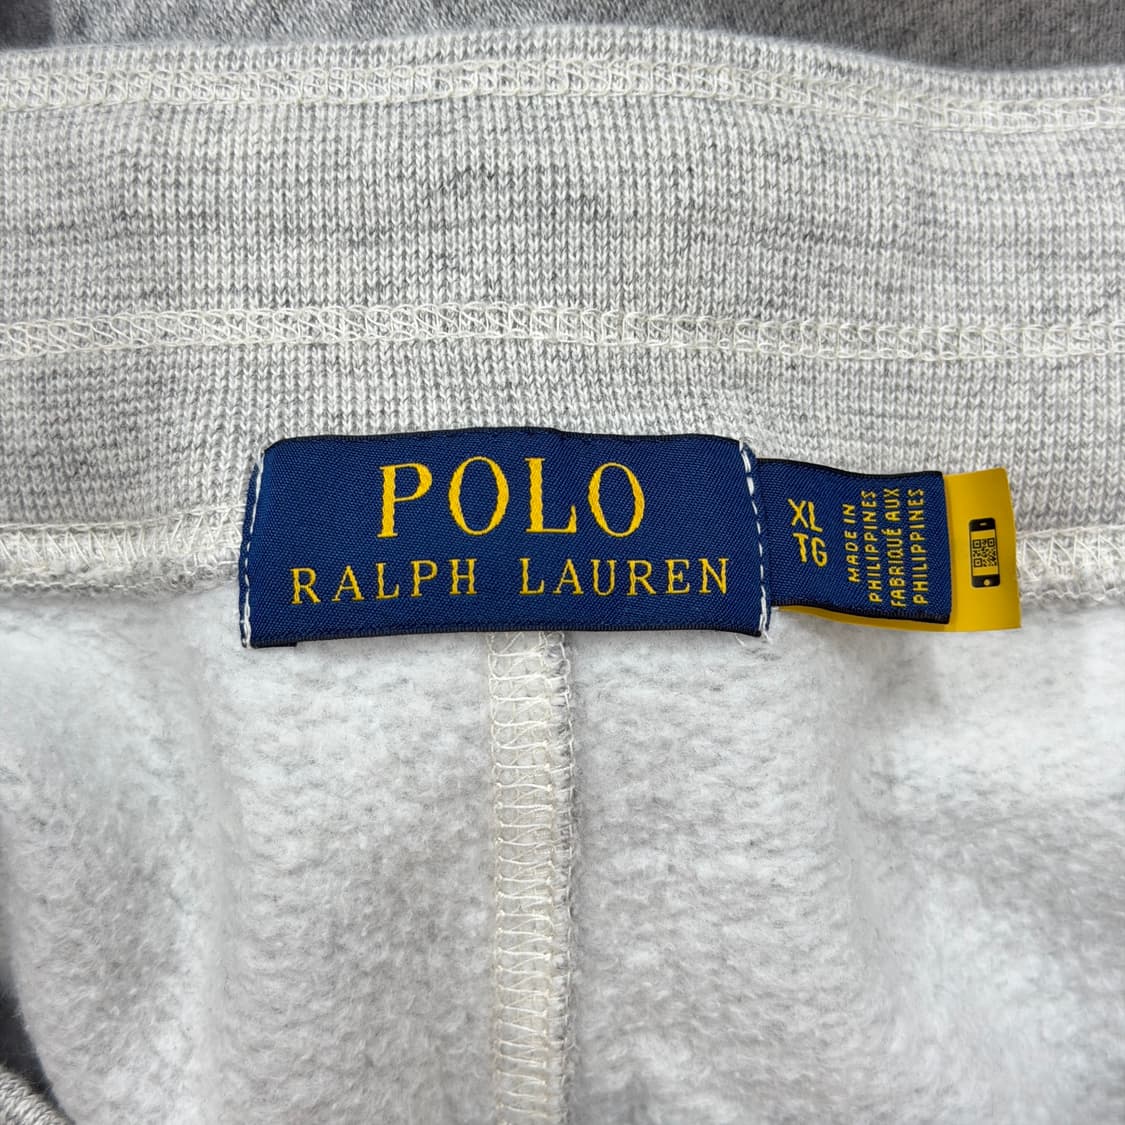 POLO
RALPH LAUREN
XL
TG
MADE IN
PHILIPPINES
FABRIQUÉ AUX
PHILIPPINES